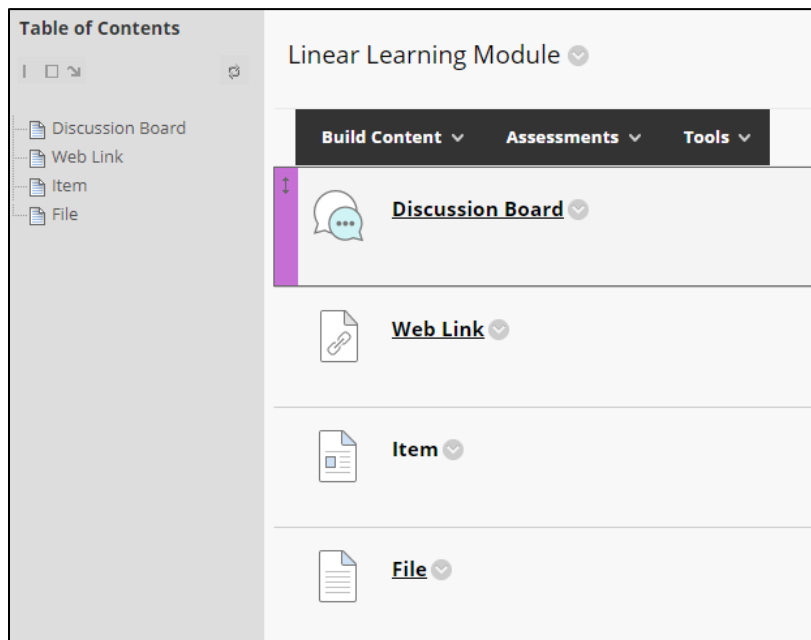 Table of Contents
Discussion Board
Web Link
Item
File
Linear Learning Module
Build Content Assessments Tools
Discussion Board
Web Link
Item
File